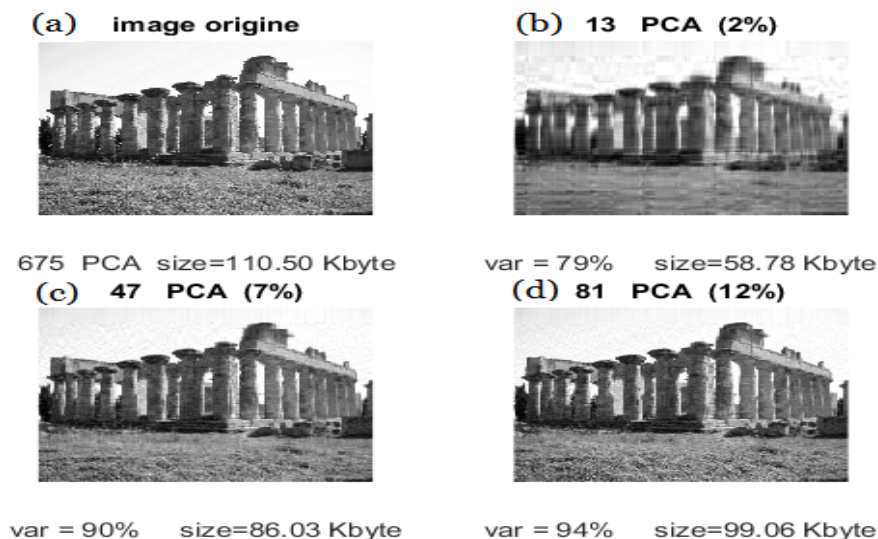 (a) image origine
(b) 13 PCA (2%)
675 PCA size=110.50 Kbyte
var = 79% size=58.78 Kbyte
(c) 47 PCA (7%)
(d) 81 PCA (12%)
var = 90% size=86.03 Kbyte
var = 94% size=99.06 Kbyte